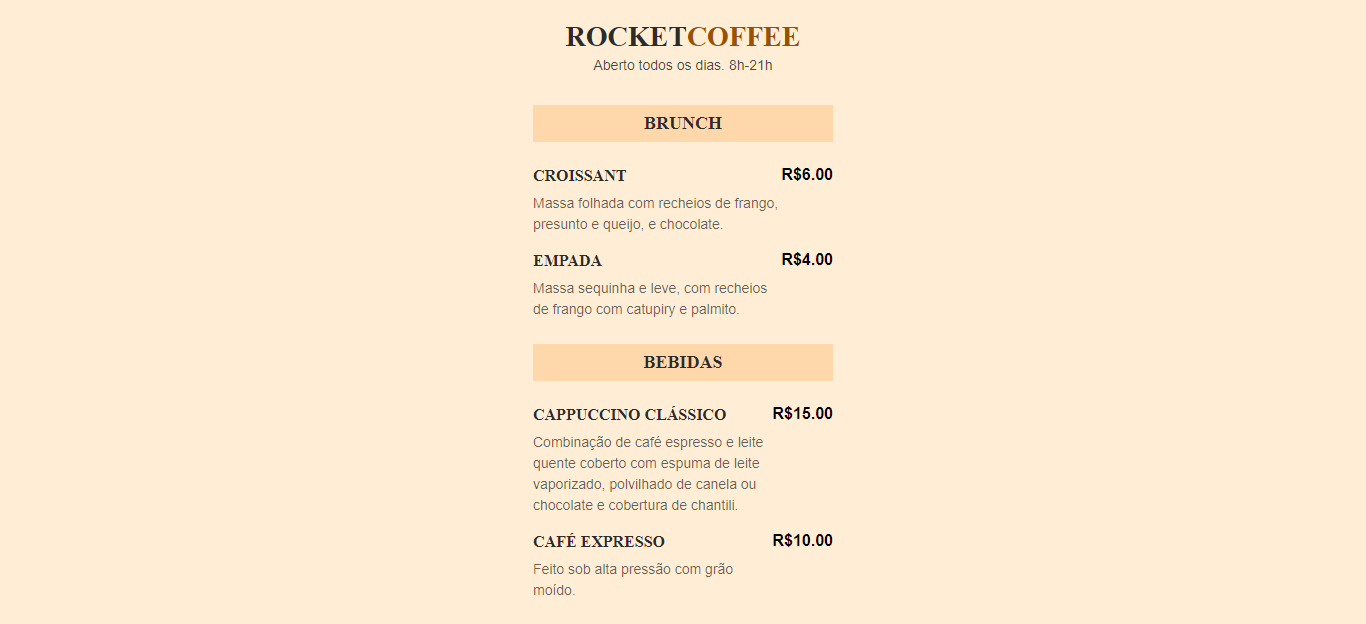 ROCKETCOFFEE
Aberto todos os dias. 8h-21h
BRUNCH
CROISSANT R$6.00
Massa folhada com recheios de frango,
presunto e queijo, e chocolate.
EMPADA R$4.00
Massa sequinha e leve, com recheios
de frango com catupiry e palmito.
BEBIDAS
CAPPUCCINO CLÁSSICO R$15.00
Combinação de café espresso e leite
quente coberto com espuma de leite
vaporizado, polvilhado de canela ou
chocolate e cobertura de chantili.
CAFÉ EXPRESSO R$10.00
Feito sob alta pressão com grão
moído.